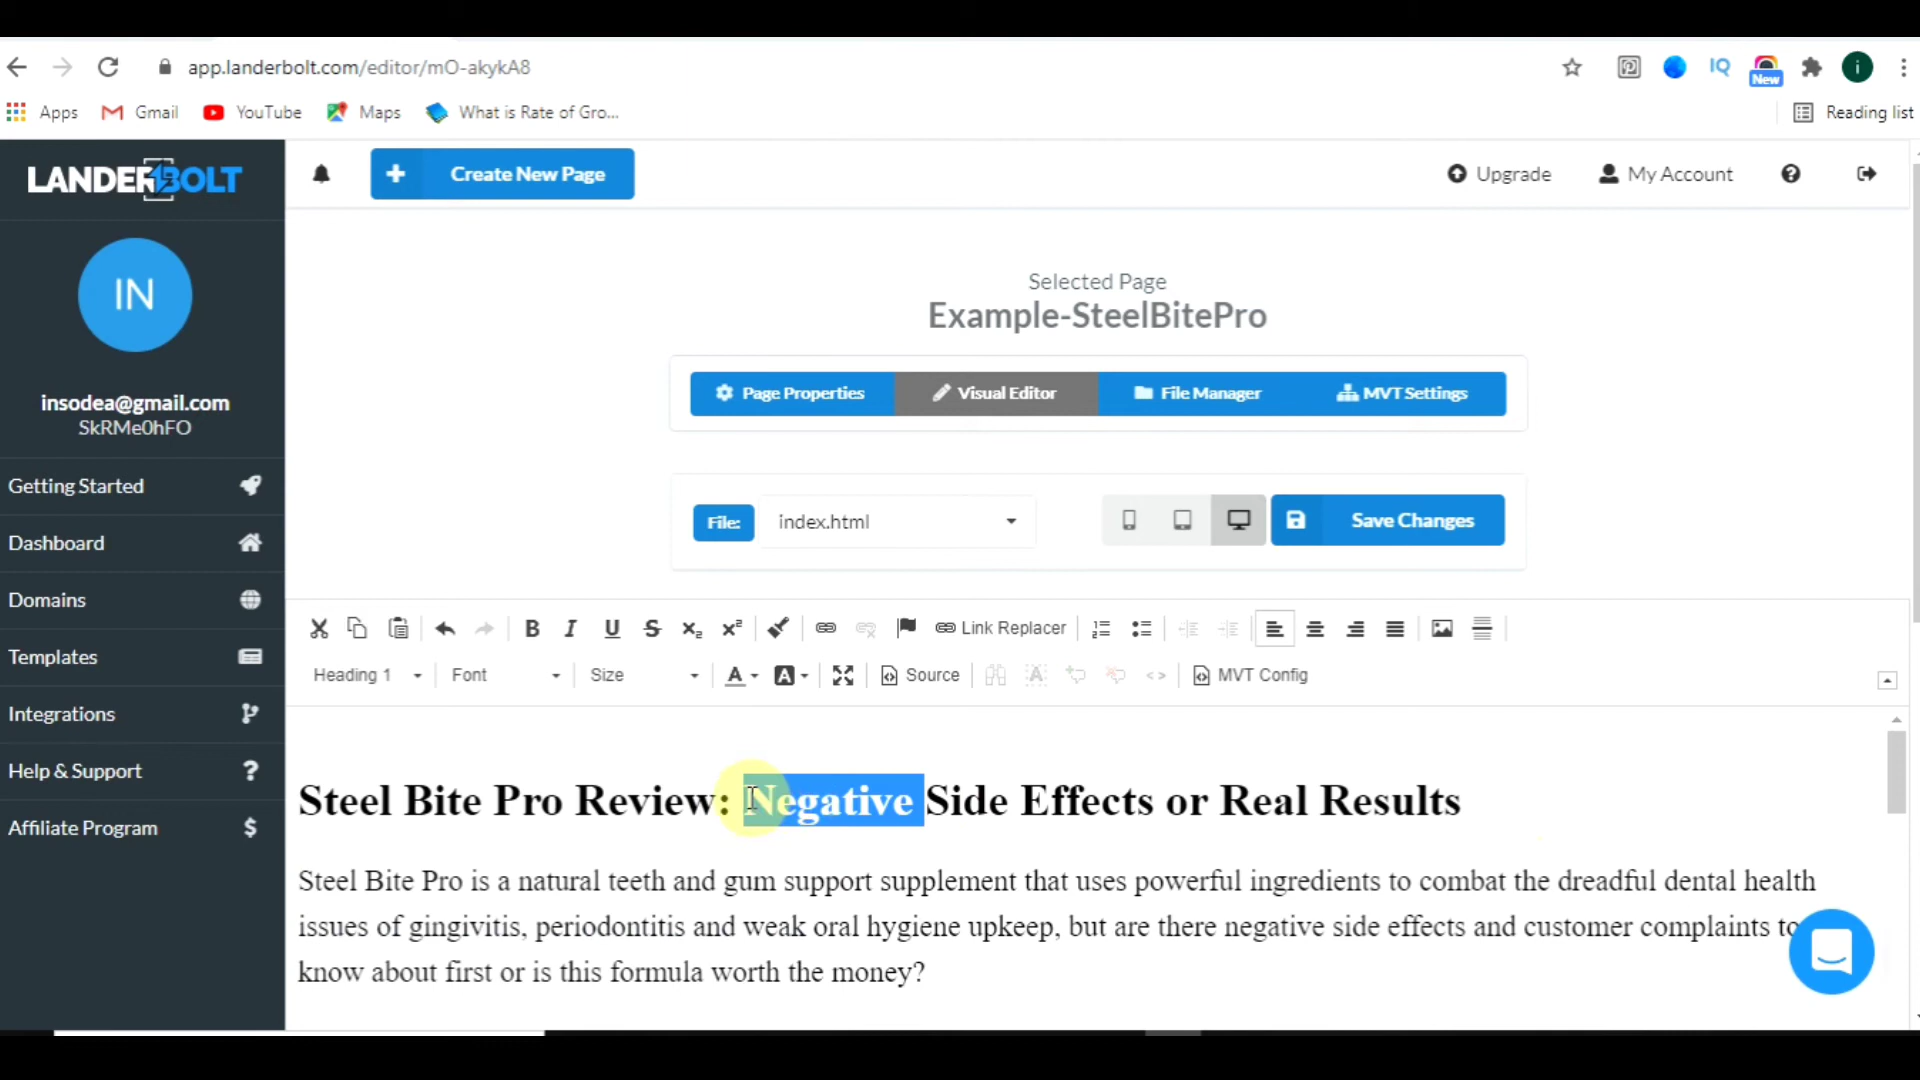 app.landerbolt.com/editor/mO-akykA8
IQ
New
i
Apps
Gmail
YouTube
Maps
What is Rate of Gro...
Reading list
LANDERBOLT
Create New Page
Upgrade
My Account
IN
insodea@gmail.com
SkRMe0hFO
Getting Started
Dashboard
Domains
Templates
Integrations
Help & Support
Affiliate Program
Selected Page
Example-SteelBitePro
Page Properties
Visual Editor
File Manager
MVT Settings
File:
index.html
Save Changes
Link Replacer
Heading 1
Font
Size
Source
MVT Config
Steel Bite Pro Review: Negative Side Effects or Real Results
Steel Bite Pro is a natural teeth and gum support supplement that uses powerful ingredients to combat the dreadful dental health
issues of gingivitis, periodontitis and weak oral hygiene upkeep, but are there negative side effects and customer complaints to
know about first or is this formula worth the money?